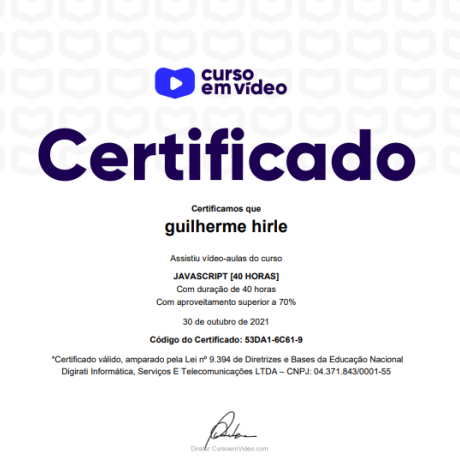 curso
em vídeo
Certificado
Certificamos que
guilherme hirle
Assistiu vídeo-aulas do curso
JAVASCRIPT [40 HORAS]
Com duração de 40 horas
Com aproveitamento superior a 70%
30 de outubro de 2021
Código do Certificado: 53DA1-6C61-9
*Certificado válido, amparado pela Lei nº 9.394 de Diretrizes e Bases da Educação Nacional
Digirati Informática, Serviços E Telecomunicações LTDA – CNPJ: 04.371.843/0001-55
Diretor CursoemVideo.com